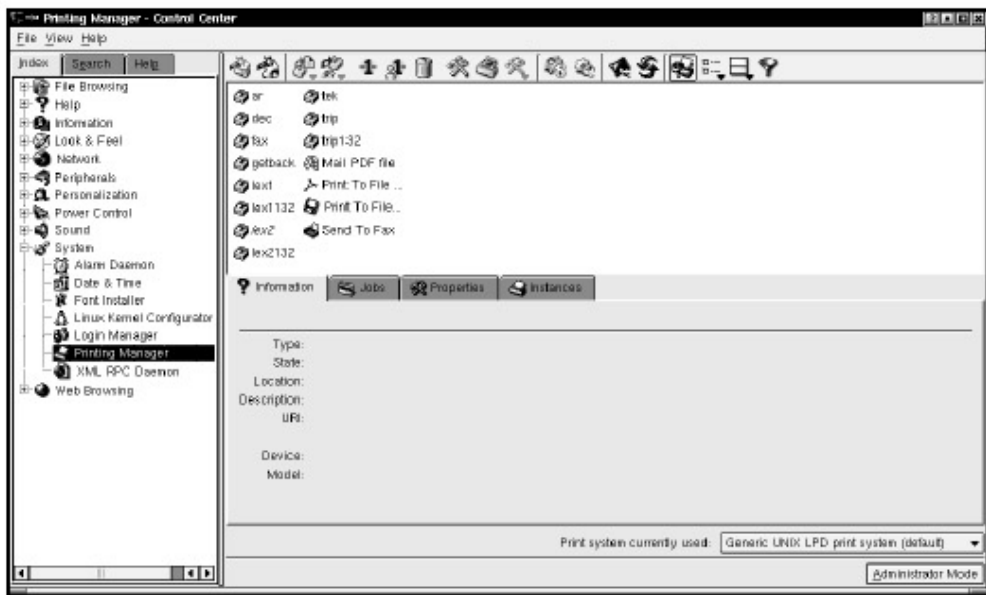 Printing Manager - Control Center
File View Help
Index Search Help
File Browsing
Help
Information
Look & Feel
Network
Peripherals
Personalization
Power Control
Sound
System
Alarm Daemon
Date & Time
Font Installer
Linux Kernel Configurator
Login Manager
Printing Manager
XML RPC Daemon
Web Browsing
ar tek
dec trip
fax trip132
getback Mail PDF file
lex1 Print To File ...
lex1132 Print To File...
lex2 Send To Fax
lex2132
Information Jobs Properties Instances
Type:
State:
Location:
Description:
URI:
Device:
Model:
Print system currently used: Generic UNIX LPD print system (default)
Administrator Mode